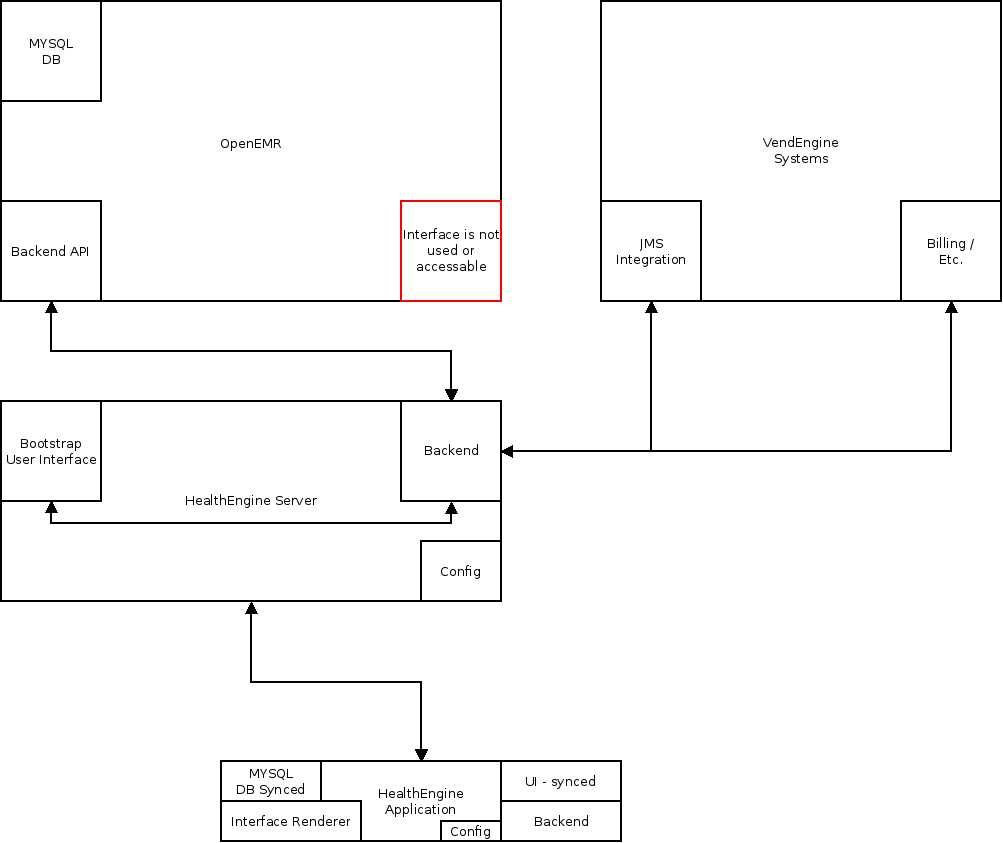 MYSQL
DB
OpenEMR
Backend API
Interface is not
used or
accessable
VendEngine
Systems
JMS
Integration
Billing /
Etc.
Bootstrap
User Interface
Backend
HealthEngine Server
Config
MYSQL
DB Synced
HealthEngine
Application
UI - synced
Interface Renderer
Config
Backend